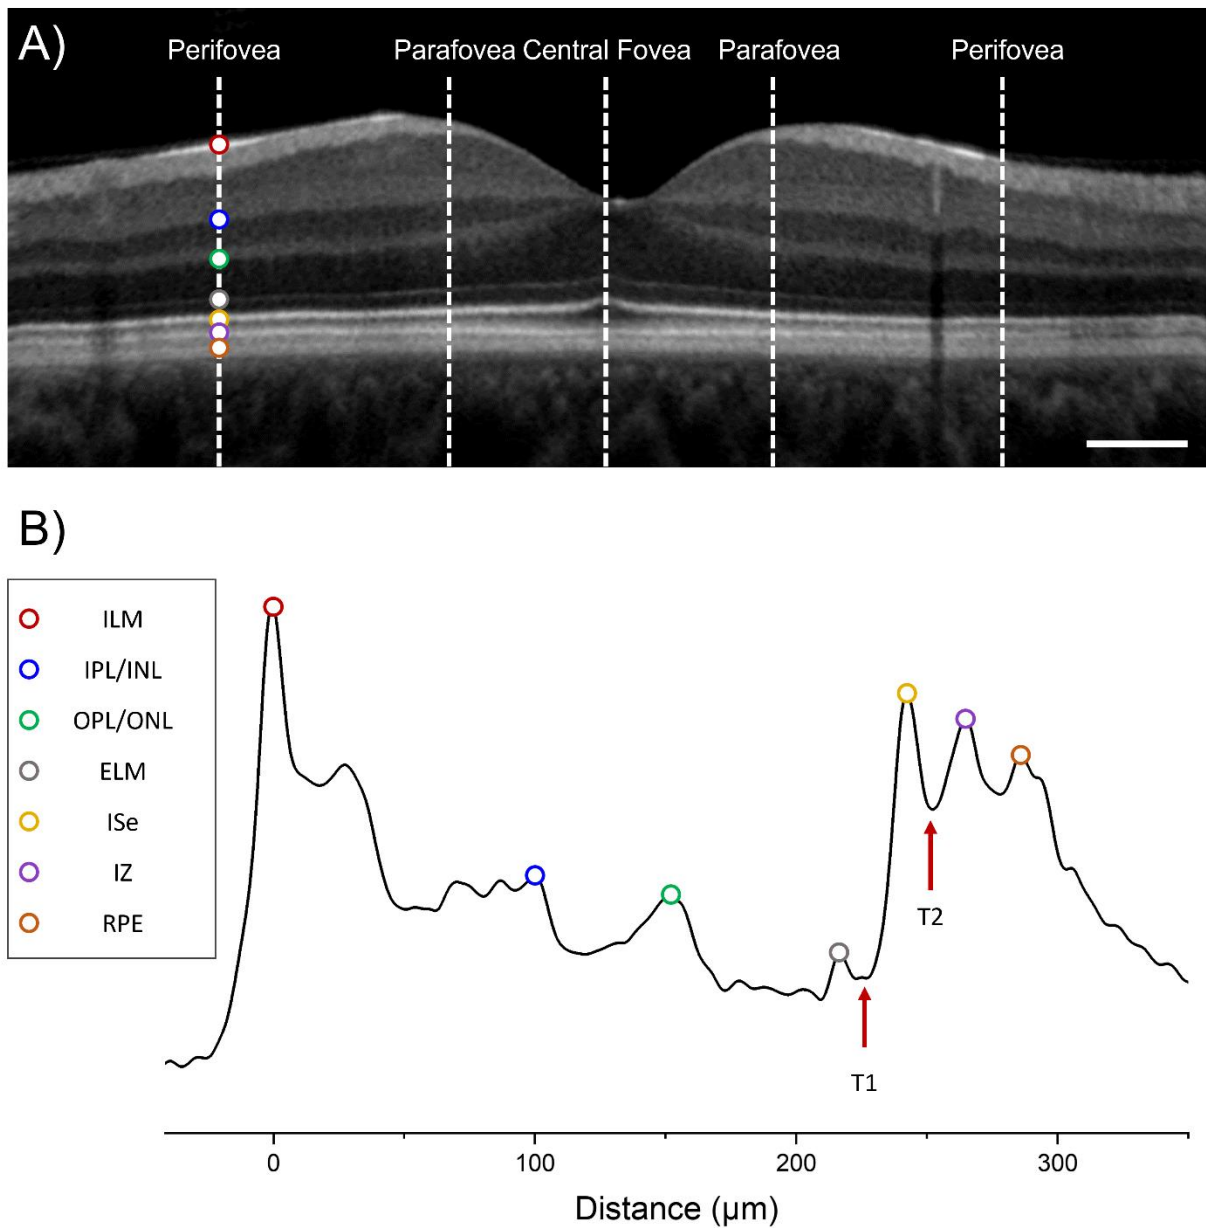 A)
Perifovea Parafovea Central Fovea Parafovea Perifovea
B)
ILM
IPL/INL
OPL/ONL
ELM
ISe
IZ
RPE
T2
T1
0 100 200 300
Distance (μm)